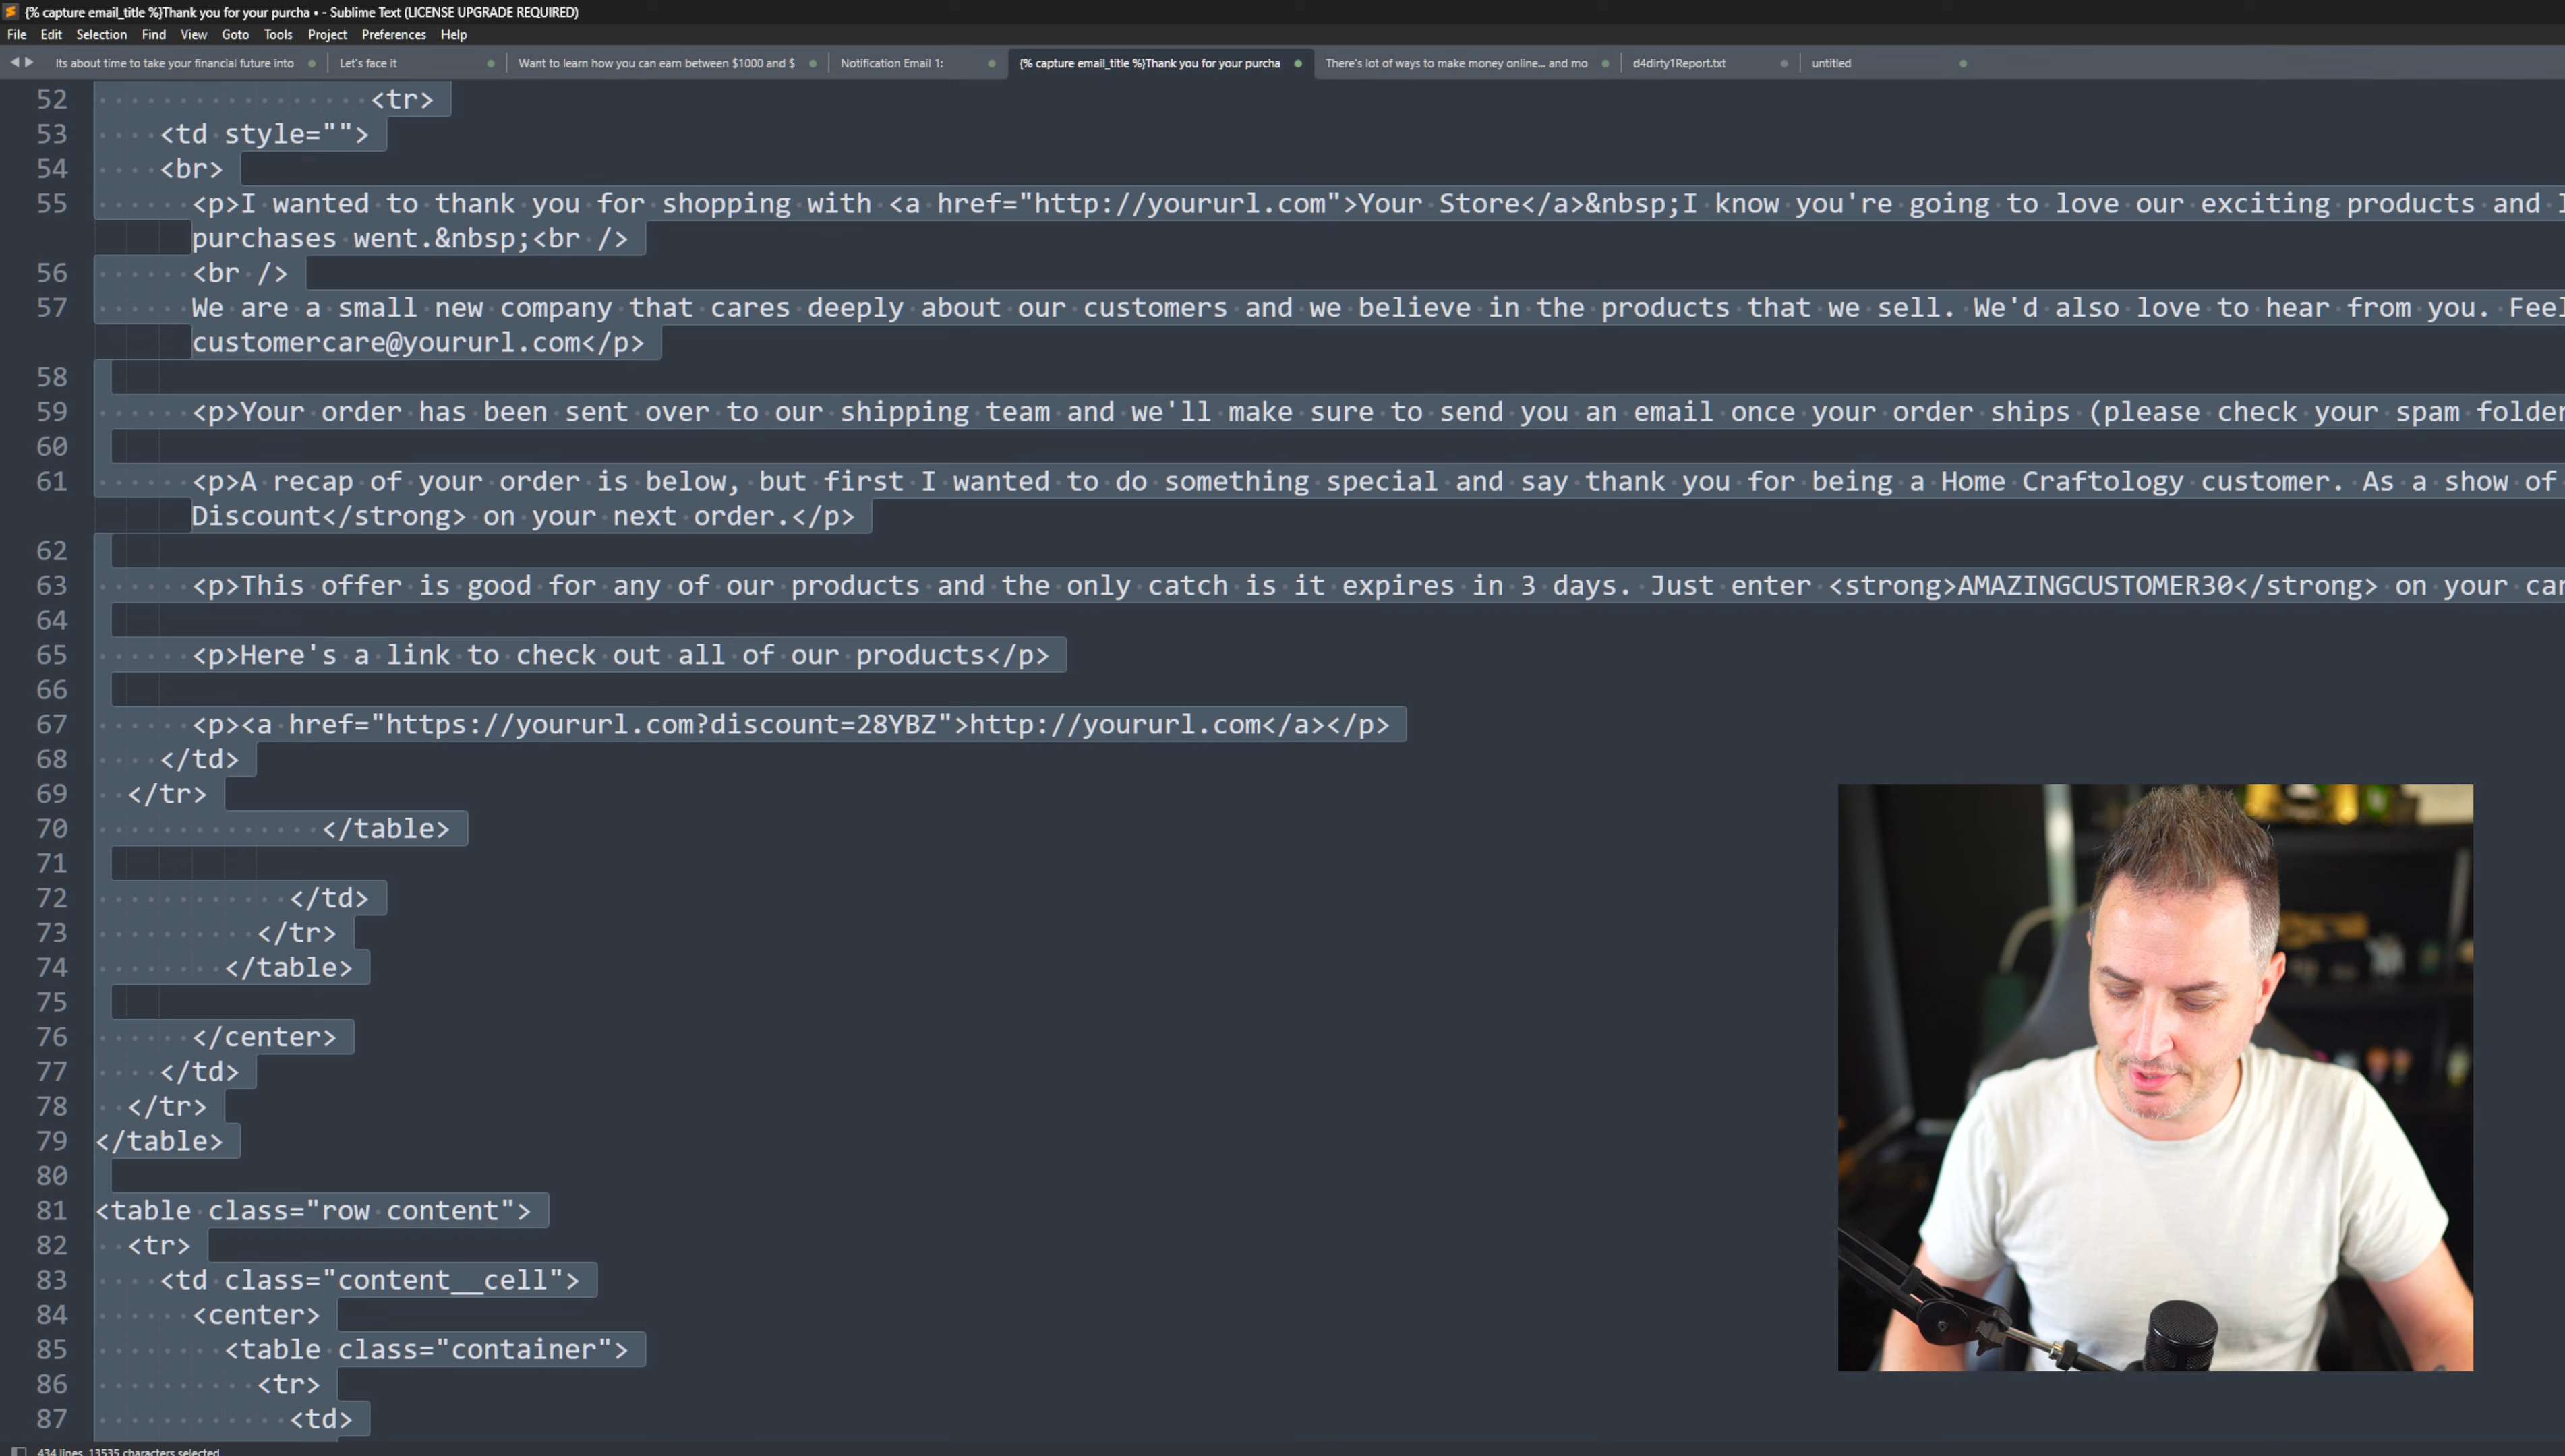 {% capture email_title %}Thank you for your purcha • - Sublime Text (LICENSE UPGRADE REQUIRED)
File Edit Selection Find View Goto Tools Project Preferences Help
Its about time to take your financial future into Let's face it Want to learn how you can earn between $1000 and $ Notification Email 1: {% capture email_title %}Thank you for your purcha There's lot of ways to make money online... and mo d4dirty1Report.txt untitled
52 <tr>
53 <td style="">
54 <br>
55 <p>I wanted to thank you for shopping with <a href="http://yoururl.com">Your Store</a>&nbsp;I know you're going to love our exciting products and I
purchases went.&nbsp;<br />
56 <br />
57 We are a small new company that cares deeply about our customers and we believe in the products that we sell. We'd also love to hear from you. Feel
customercare@yoururl.com</p>
58
59 <p>Your order has been sent over to our shipping team and we'll make sure to send you an email once your order ships (please check your spam folder
60
61 <p>A recap of your order is below, but first I wanted to do something special and say thank you for being a Home Craftology customer. As a show of
Discount</strong> on your next order.</p>
62
63 <p>This offer is good for any of our products and the only catch is it expires in 3 days. Just enter <strong>AMAZINGCUSTOMER30</strong> on your car
64
65 <p>Here's a link to check out all of our products</p>
66
67 <p><a href="https://yoururl.com?discount=28YBZ">http://yoururl.com</a></p>
68 </td>
69 </tr>
70 </table>
71
72 </td>
73 </tr>
74 </table>
75
76 </center>
77 </td>
78 </tr>
79 </table>
80
81 <table class="row content">
82 <tr>
83 <td class="content__cell">
84 <center>
85 <table class="container">
86 <tr>
87 <td>
434 lines, 13535 characters selected